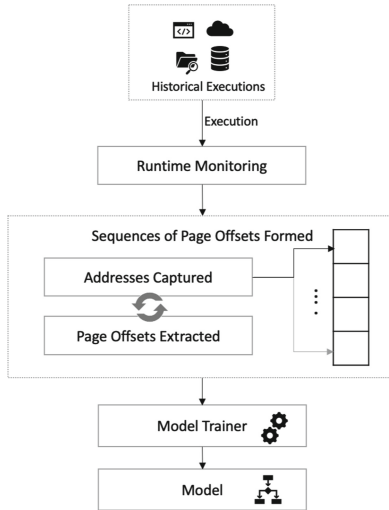 Historical Executions
Execution
Runtime Monitoring
Sequences of Page Offsets Formed
Addresses Captured
Page Offsets Extracted
Model Trainer
Model